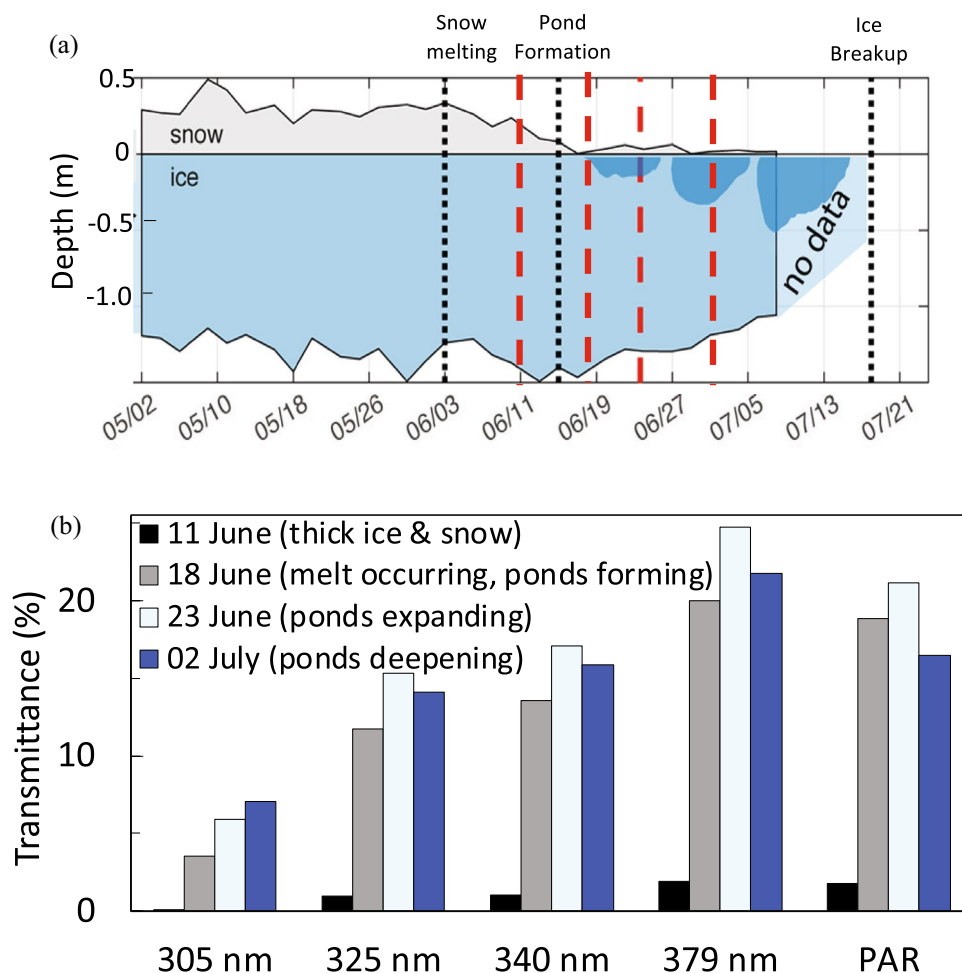 (a)
Snow
melting
Pond
Formation
Ice
Breakup
Depth (m)
0.5
0
-0.5
-1.0
snow
ice
no data
05/02 05/10 05/18 05/26 06/03 06/11 06/19 06/27 07/05 07/13 07/21
(b)
Transmittance (%)
20
10
0
11 June (thick ice & snow)
18 June (melt occurring, ponds forming)
23 June (ponds expanding)
02 July (ponds deepening)
305 nm 325 nm 340 nm 379 nm PAR